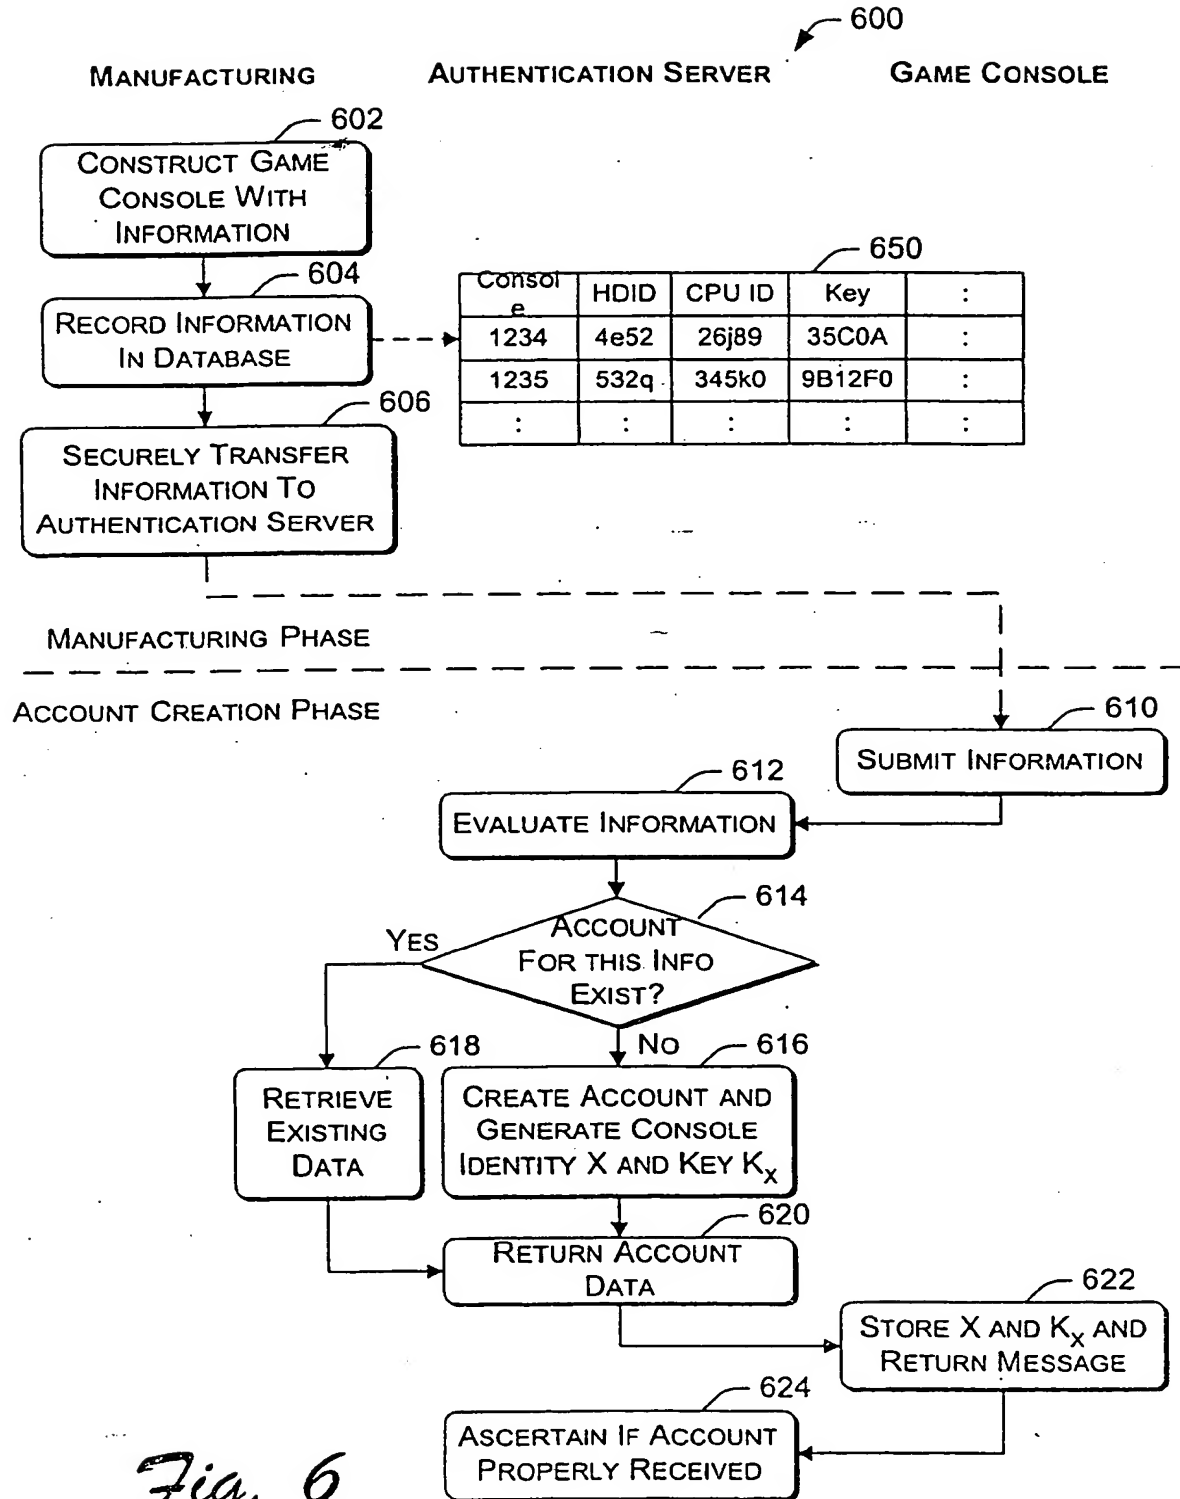 600
MANUFACTURING
AUTHENTICATION SERVER
GAME CONSOLE
602
CONSTRUCT GAME
CONSOLE WITH
INFORMATION
604
RECORD INFORMATION
IN DATABASE
650
Consol
e
HDID
CPU ID
Key
:
1234
4e52
26j89
35C0A
:
1235
532q
345k0
9B12F0
:
:
:
:
:
:
606
SECURELY TRANSFER
INFORMATION TO
AUTHENTICATION SERVER
MANUFACTURING PHASE
ACCOUNT CREATION PHASE
610
SUBMIT INFORMATION
612
EVALUATE INFORMATION
614
ACCOUNT
FOR THIS INFO
EXIST?
YES
NO
618
RETRIEVE
EXISTING
DATA
616
CREATE ACCOUNT AND
GENERATE CONSOLE
IDENTITY X AND KEY KX
620
RETURN ACCOUNT
DATA
622
STORE X AND KX AND
RETURN MESSAGE
624
ASCERTAIN IF ACCOUNT
PROPERLY RECEIVED
Fig. 6